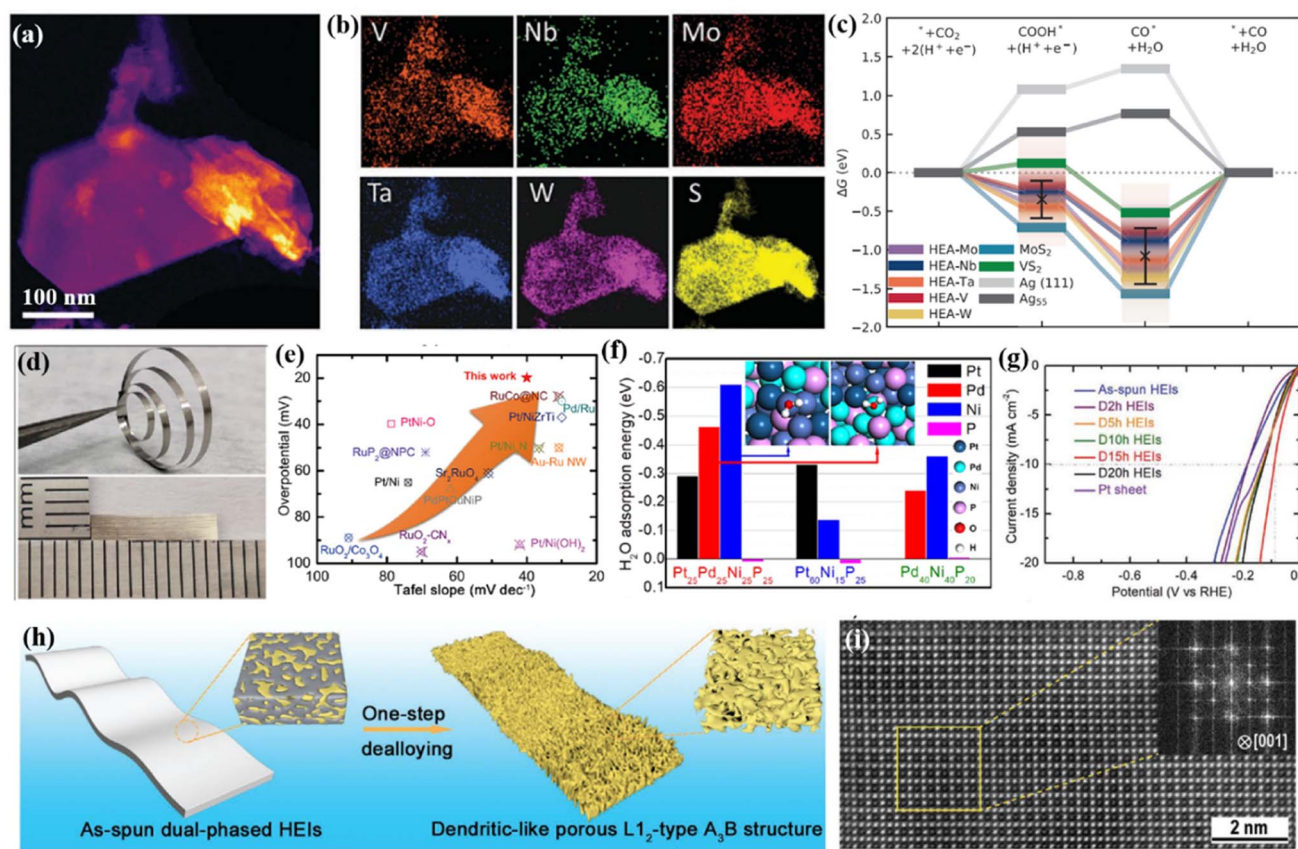 (a)
100 nm
(b)
V
Nb
Mo
Ta
W
S
(c)
*+CO₂
+2(H⁺+e⁻)
COOH*
+(H⁺+e⁻)
CO*
+H₂O
*+CO
+H₂O
ΔG (eV)
2.0
1.5
1.0
0.5
0.0
-0.5
-1.0
-1.5
-2.0
HEA-Mo
HEA-Nb
HEA-Ta
HEA-V
HEA-W
MoS₂
VS₂
Ag (111)
Ag₅₅
(d)
mm
(e)
Overpotential (mV)
20
40
60
80
100
This work
RuCo@NC
Pd/Ru
PtNi-O
Pt/NiZrTi
RuP₂@NPC
Au-Ru NW
Pt/Ni
PdPtCuNiP
RuO₂-CNₓ
RuO₂/Co₃O₄
Pt/Ni(OH)₂
100 80 60 40 20
Tafel slope (mV dec⁻¹)
(f)
H₂O adsorption energy (eV)
-0.7
-0.6
-0.5
-0.4
-0.3
-0.2
-0.1
0.0
0.1
Pt
Pd
Ni
P
Pt
Pd
Ni
P
O
H
Pt₂₅Pd₂₅Ni₂₅P₂₅
Pt₆₀Ni₁₅P₂₅
Pd₄₀Ni₄₀P₂₀
(g)
Current density (mA cm⁻²)
0
-5
-10
-15
-20
As-spun HEIs
D2h HEIs
D5h HEIs
D10h HEIs
D15h HEIs
D20h HEIs
Pt sheet
-0.8 -0.6 -0.4 -0.2 0
Potential (V vs RHE)
(h)
One-step
dealloying
As-spun dual-phased HEIs
Dendritic-like porous L1₂-type A₃B structure
(i)
⊗[001]
2 nm